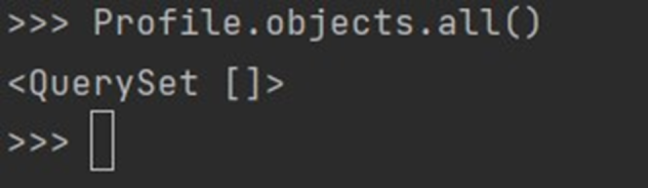 >>> Profile.objects.all()
<QuerySet []>
>>>